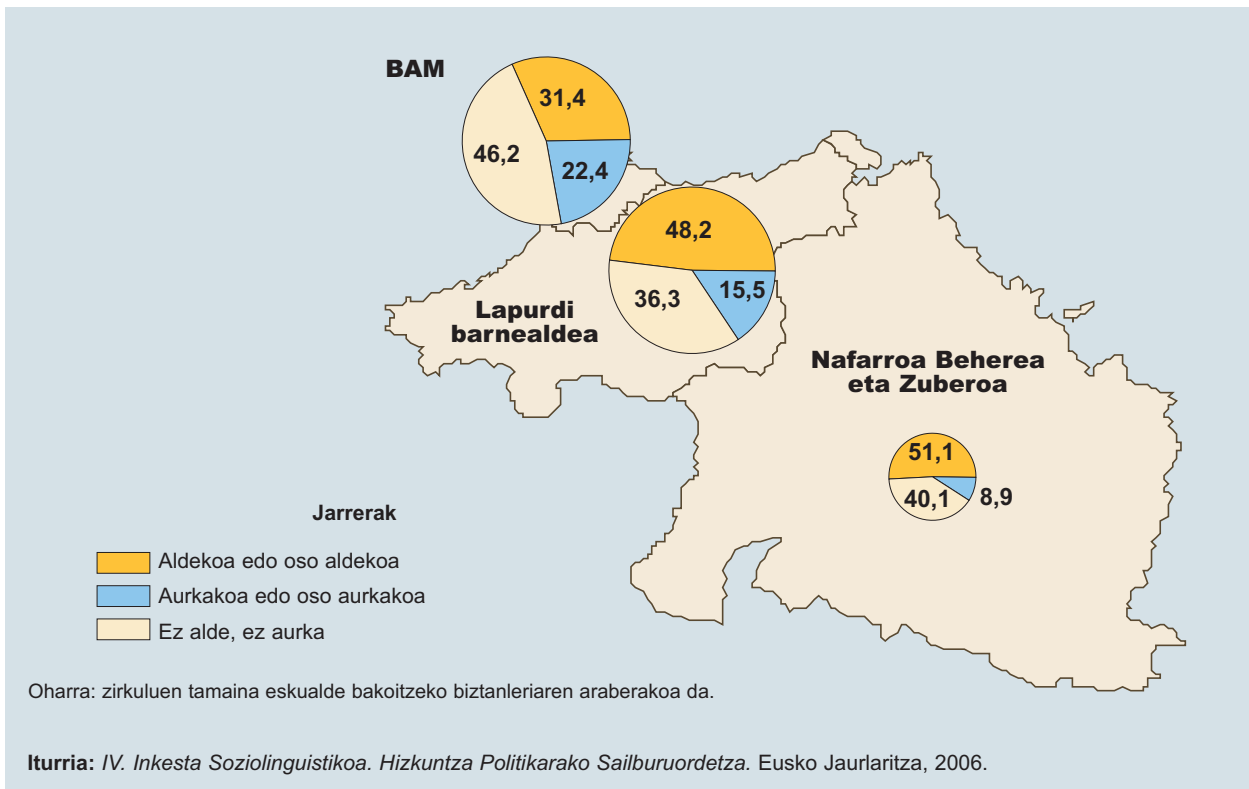 BAM
31,4
46,2
22,4
48,2
36,3
15,5
Lapurdi
barnealdea
Nafarroa Beherea
eta Zuberoa
51,1
40,1
8,9
Jarrerak
Aldekoa edo oso aldekoa
Aurkakoa edo oso aurkakoa
Ez alde, ez aurka
Oharra: zirkuluen tamaina eskualde bakoitzeko biztanleriaren araberakoa da.
Iturria: IV. Inkesta Soziolinguistikoa. Hizkuntza Politikarako Sailburuordetza. Eusko Jaurlaritza, 2006.